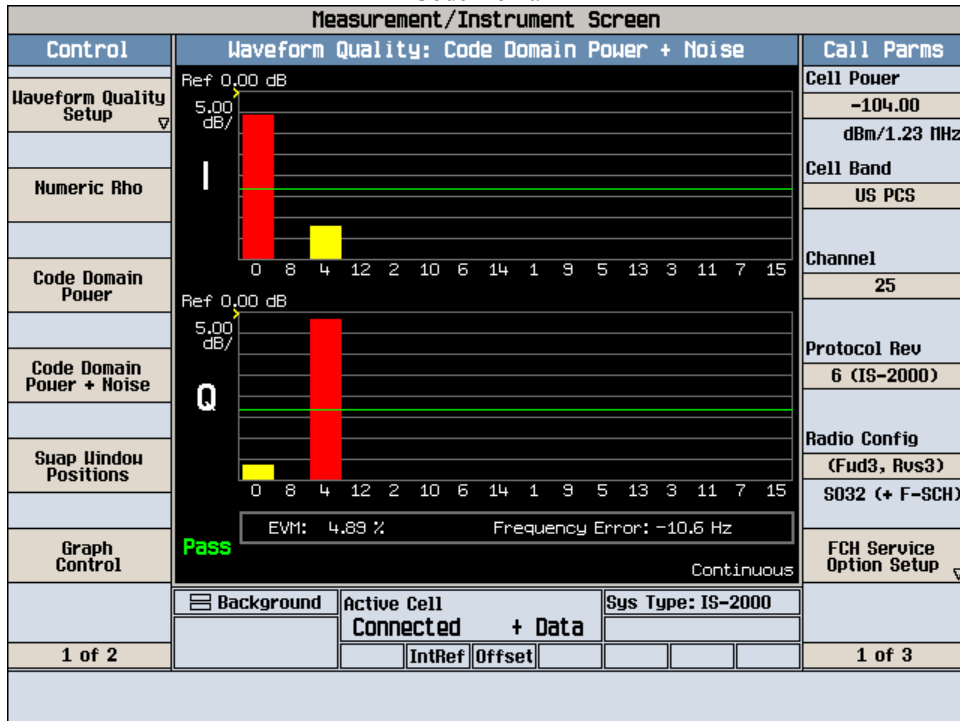 Measurement/Instrument Screen
Control
Waveform Quality: Code Domain Power + Noise
Call Parms
Waveform Quality
Setup
Numeric Rho
Code Domain
Power
Code Domain
Power + Noise
Swap Window
Positions
Graph
Control
1 of 2
Ref 0.00 dB
5.00
dB/
I
0 8 4 12 2 10 6 14 1 9 5 13 3 11 7 15
Ref 0.00 dB
5.00
dB/
Q
0 8 4 12 2 10 6 14 1 9 5 13 3 11 7 15
EVM: 4.89 % Frequency Error: -10.6 Hz
Pass
Continuous
Background
Active Cell
Connected + Data
Sys Type: IS-2000
IntRef Offset
Cell Power
-104.00
dBm/1.23 MHz
Cell Band
US PCS
Channel
25
Protocol Rev
6 (IS-2000)
Radio Config
(Fwd3, Rvs3)
SO32 (+ F-SCH)
FCH Service
Option Setup
1 of 3